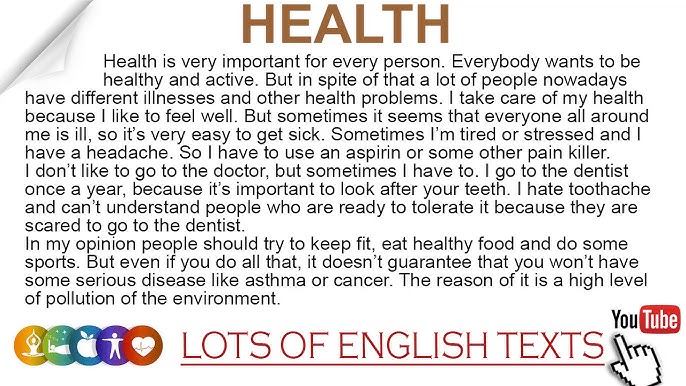 HEALTH
Health is very important for every person. Everybody wants to be
healthy and active. But in spite of that a lot of people nowadays
have different illnesses and other health problems. I take care of my health
because I like to feel well. But sometimes it seems that everyone all around
me is ill, so it's very easy to get sick. Sometimes I'm tired or stressed and I
have a headache. So I have to use an aspirin or some other pain killer.
I don't like to go to the doctor, but sometimes I have to. I go to the dentist
once a year, because it's important to look after your teeth. I hate toothache
and can't understand people who are ready to tolerate it because they are
scared to go to the dentist.
In my opinion people should try to keep fit, eat healthy food and do some
sports. But even if you do all that, it doesn't guarantee that you won't have
some serious disease like asthma or cancer. The reason of it is a high level
of pollution of the environment.
YouTube
LOTS OF ENGLISH TEXTS